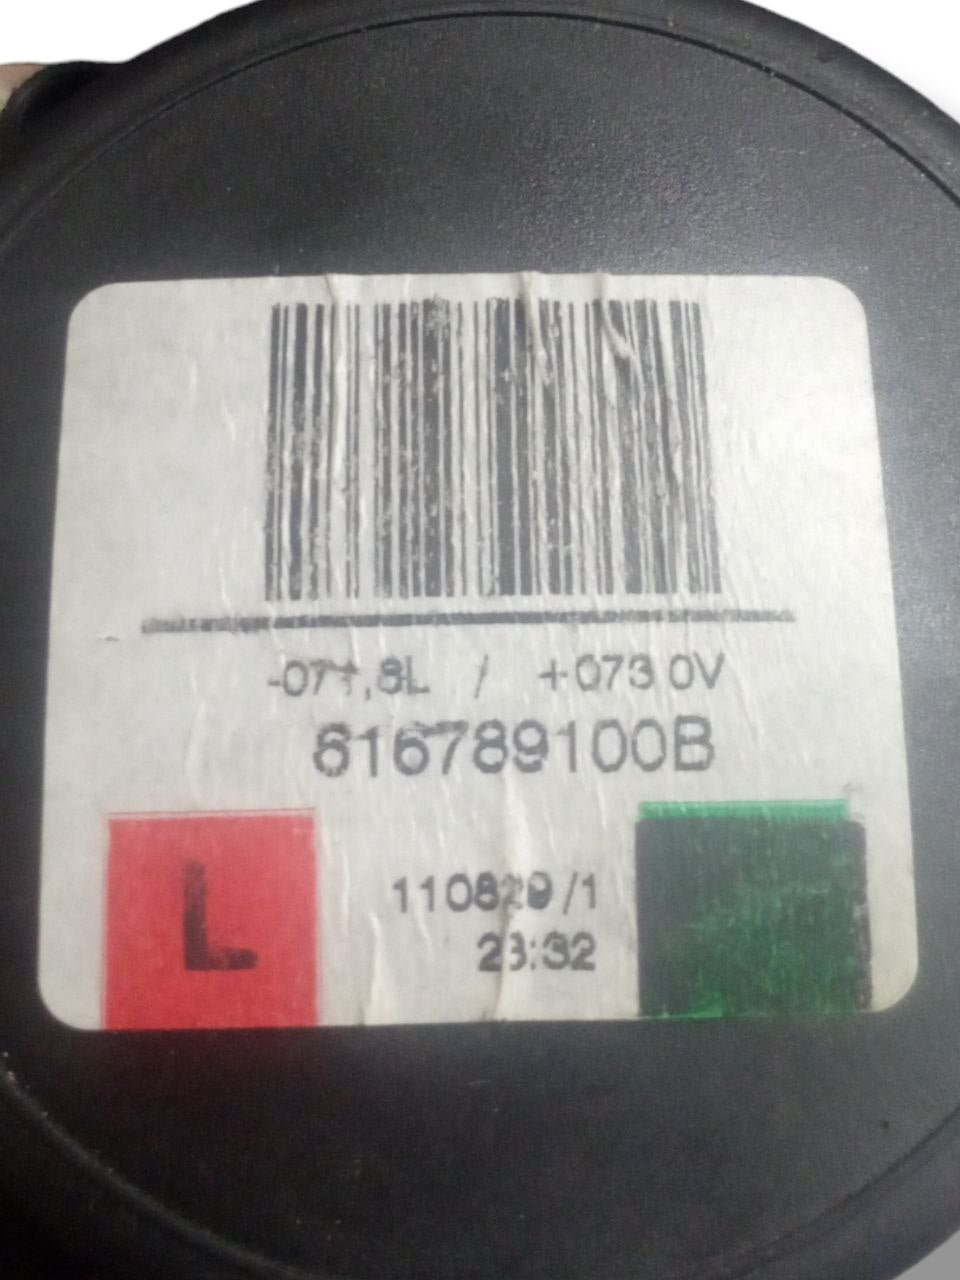 -071,8L / +073 0V
616789100B
L
110829 /1
23:32